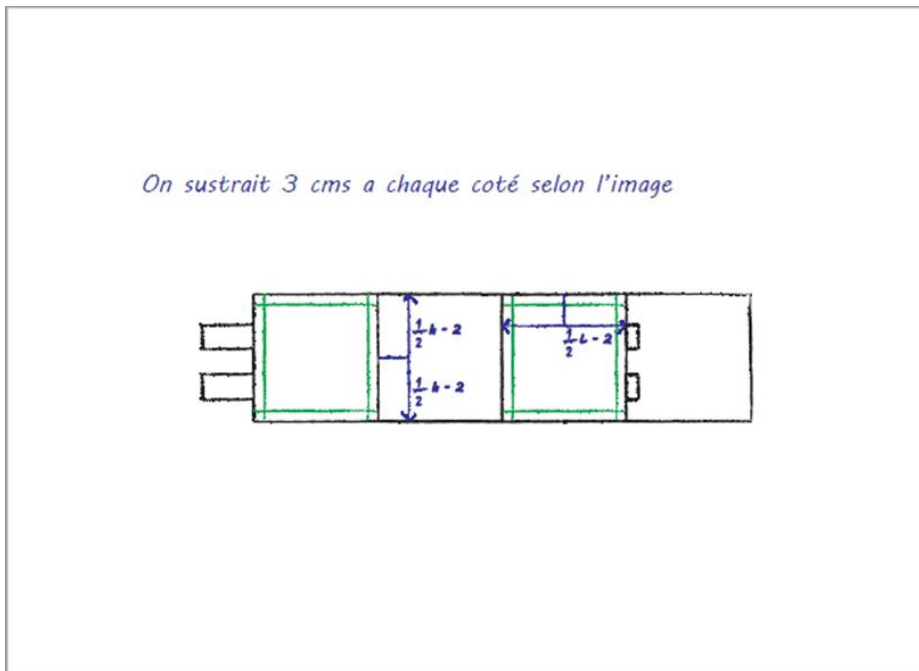 On sustrait 3 cms a chaque coté selon l'image
1/2 h - 2
1/2 L - 2
1/2 h - 2